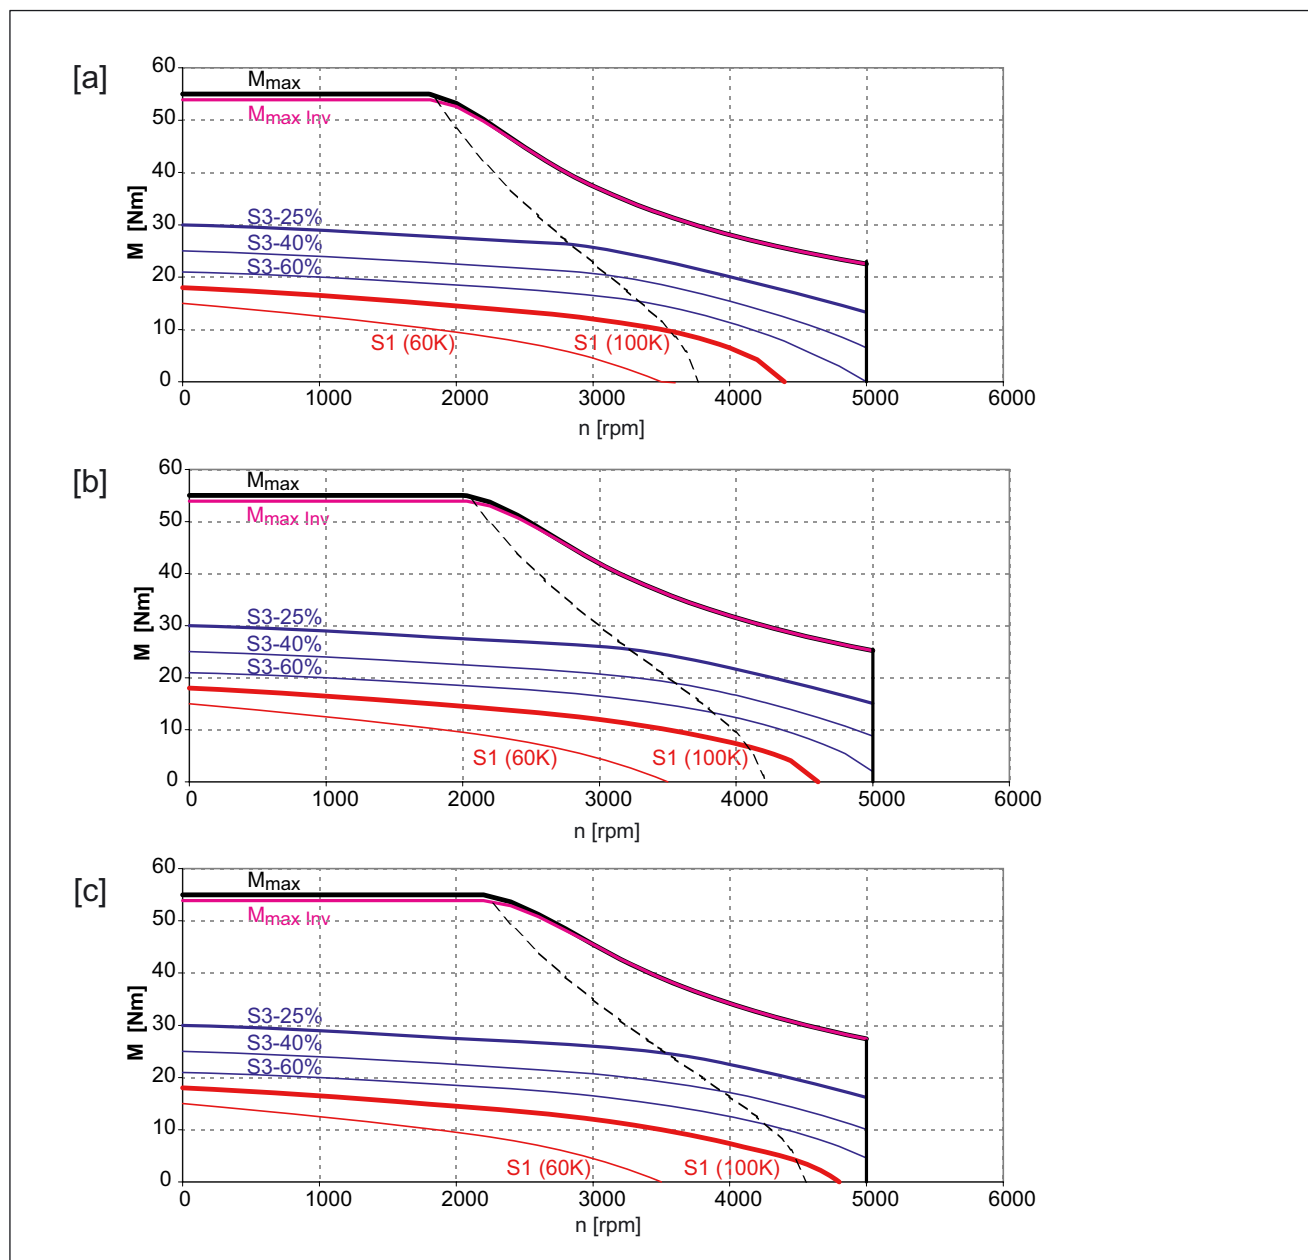 [a]
60
50
40
30
20
10
0
M [Nm]
Mmax
Mmax Inv
S3-25%
S3-40%
S3-60%
S1 (60K)
S1 (100K)
0 1000 2000 3000 4000 5000 6000
n [rpm]
[b]
60
50
40
30
20
10
0
M [Nm]
Mmax
Mmax Inv
S3-25%
S3-40%
S3-60%
S1 (60K)
S1 (100K)
0 1000 2000 3000 4000 5000 6000
n [rpm]
[c]
60
50
40
30
20
10
0
M [Nm]
Mmax
Mmax Inv
S3-25%
S3-40%
S3-60%
S1 (60K)
S1 (100K)
0 1000 2000 3000 4000 5000 6000
n [rpm]